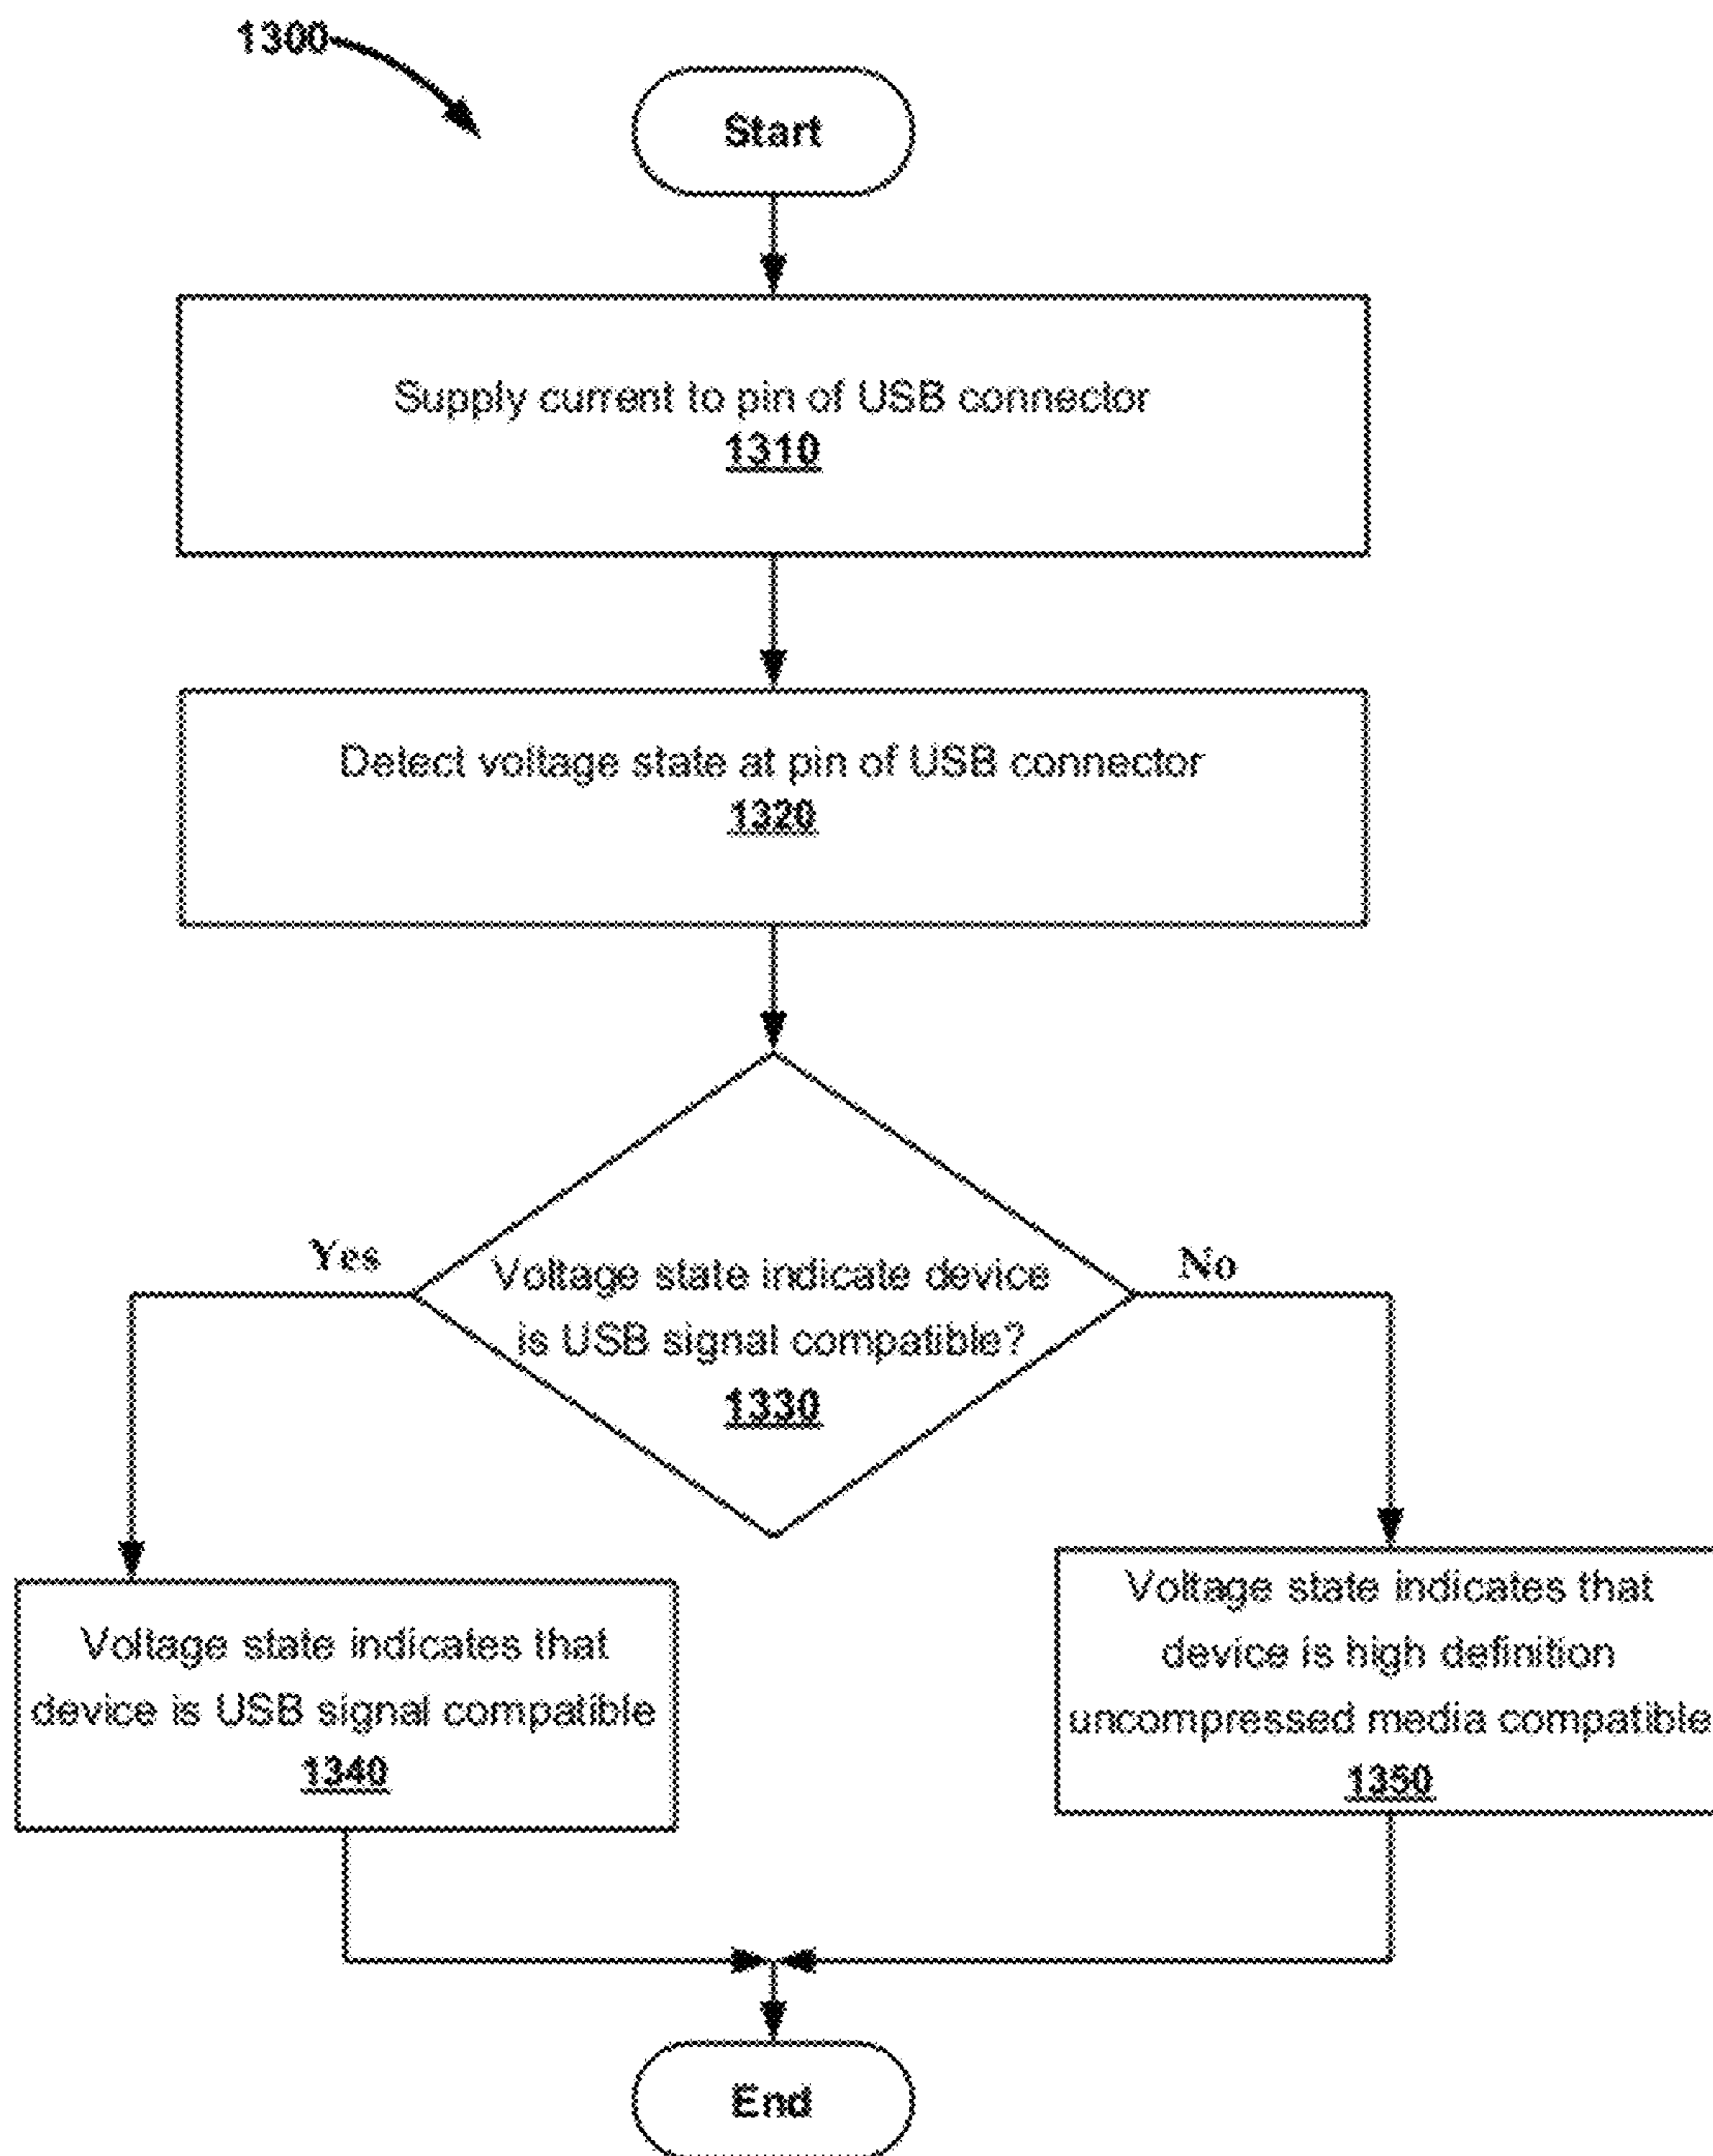 1300
Start
Supply current to pin of USB connector
1310
Detect voltage state at pin of USB connector
1320
Yes
No
Voltage state indicate device
is USB signal compatible?
1330
Voltage state indicates that
device is USB signal compatible
1340
Voltage state indicates that
device is high definition
uncompressed media compatible
1350
End